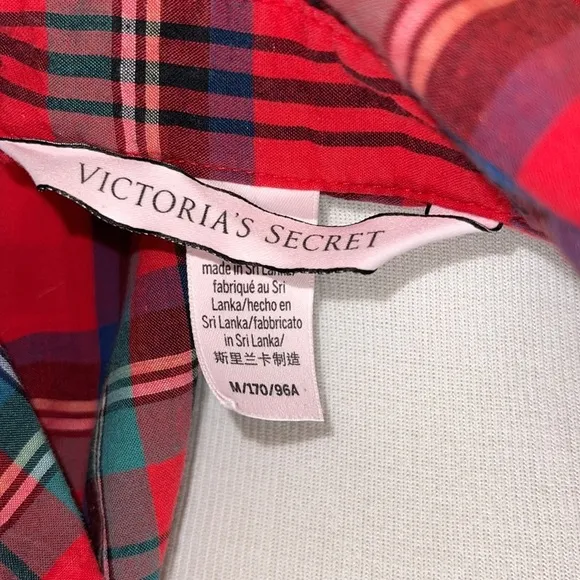 VICTORIA'S SECRET
made in Sri Lanka/
fabriqué au Sri
Lanka/hecho en
Sri Lanka/fabbricato
in Sri Lanka/
斯里兰卡制造
M/170/96A